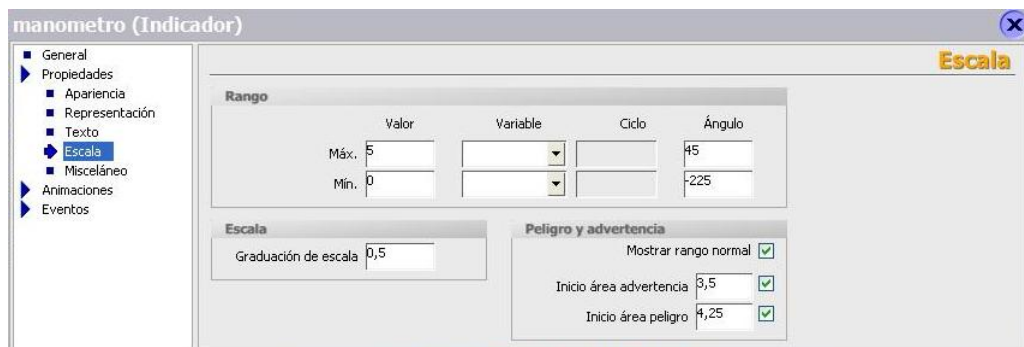 manometro (Indicador)
General
Propiedades
Apariencia
Representación
Texto
Escala
Misceláneo
Animaciones
Eventos
Escala
Rango
Valor Variable Ciclo Ángulo
Máx. 5 45
Mín. 0 -225
Escala
Graduación de escala 0,5
Peligro y advertencia
Mostrar rango normal
Inicio área advertencia 3,5
Inicio área peligro 4,25